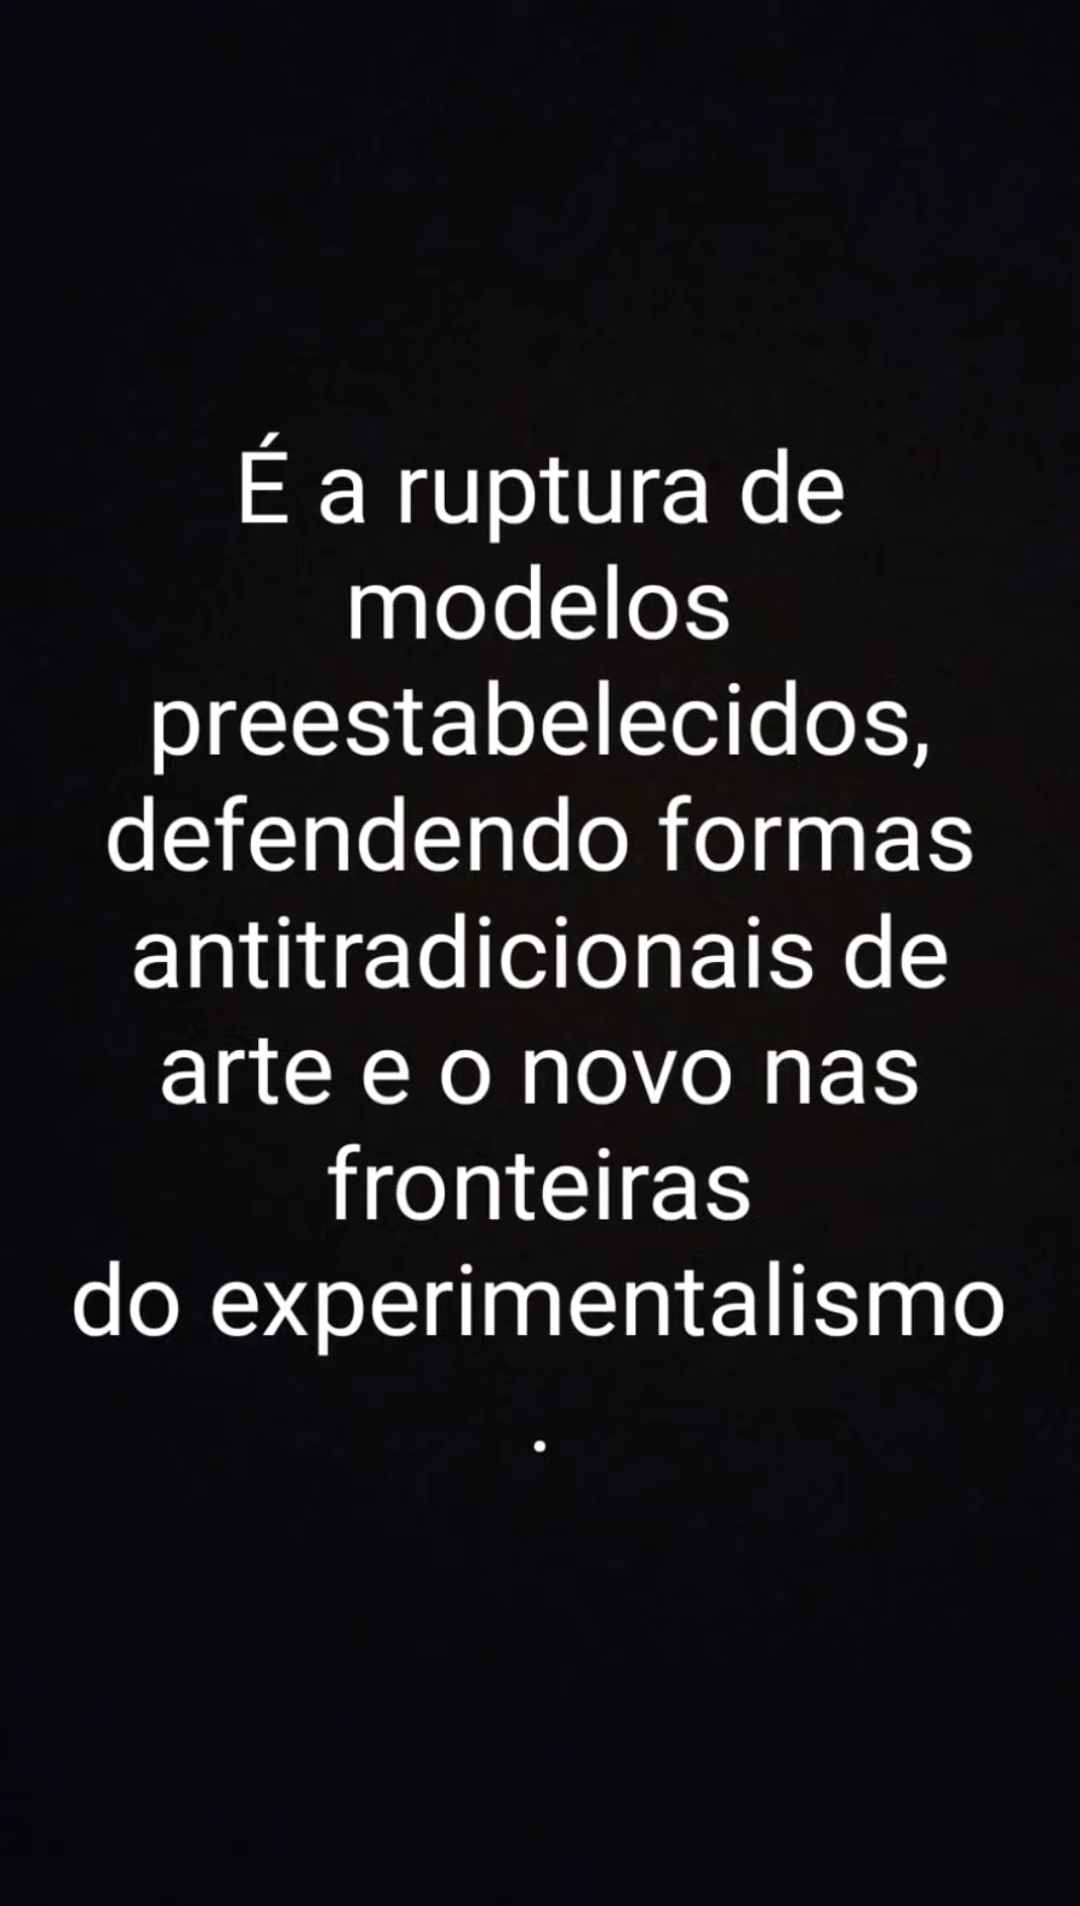 É a ruptura de
modelos
preestabelecidos,
defendendo formas
antitradicionais de
arte e o novo nas
fronteiras
do experimentalismo
.